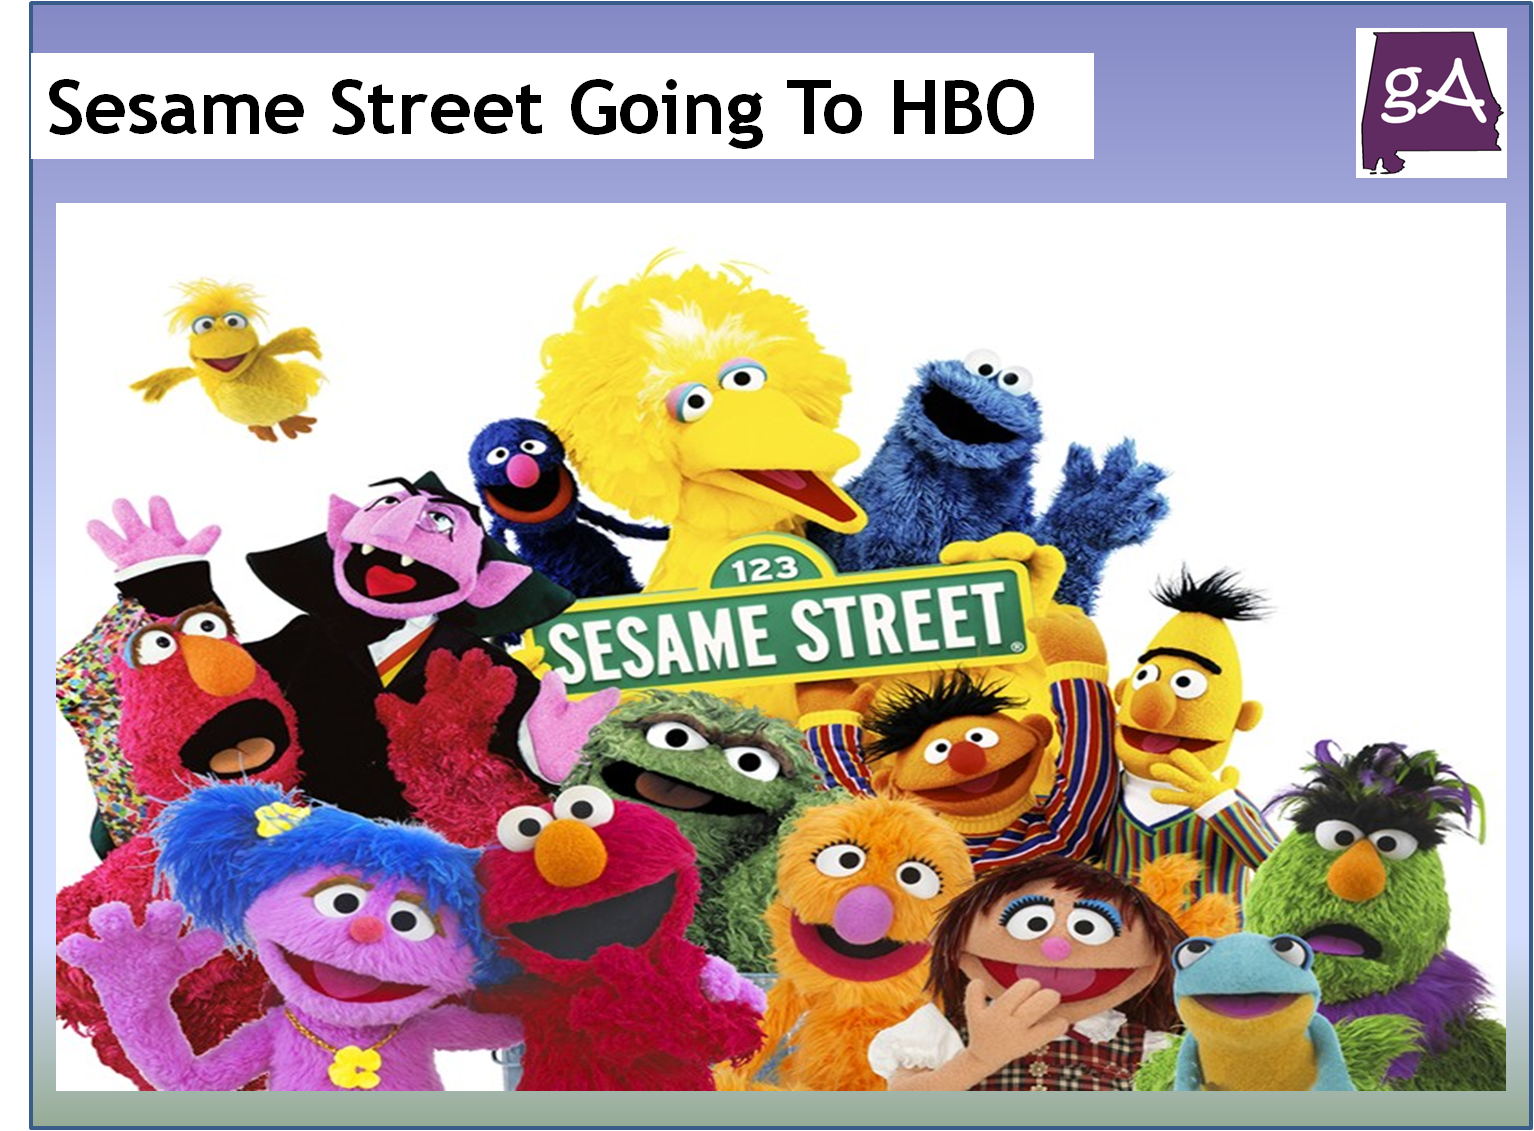 Sesame Street Going To HBO
gA
123
SESAME STREET®